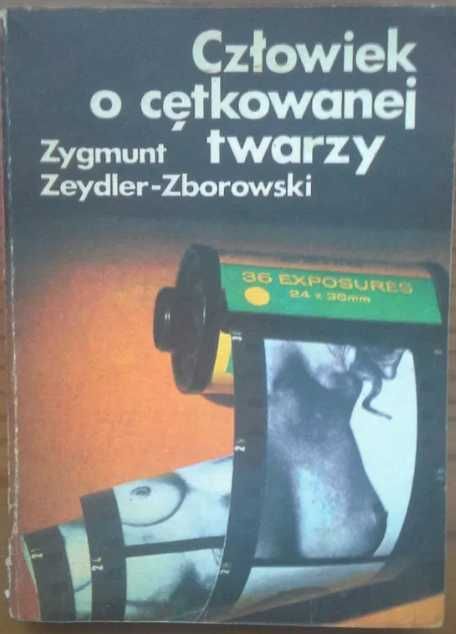 Człowiek
o cętkowanej
twarzy
Zygmunt
Zeydler-Zborowski
36 EXPOSURES
24 x 36mm